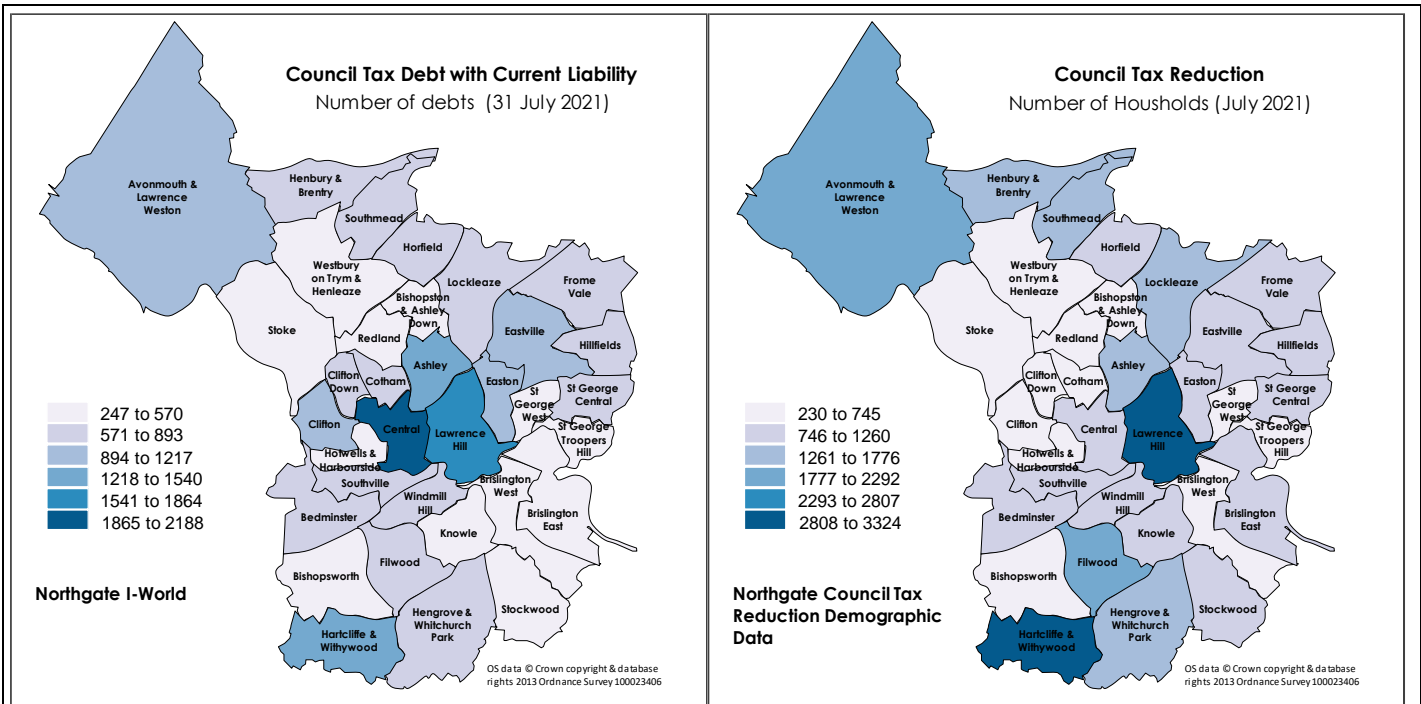 Council Tax Debt with Current Liability
Number of debts (31 July 2021)
Avonmouth &
Lawrence
Weston
Henbury &
Brentry
Southmead
Horfield
Westbury
on Trym &
Henleaze
Lockleaze
Frome
Vale
Bishopston
& Ashley
Down
Stoke
Redland
Eastville
Hillfields
Ashley
Clifton
Down
Cotham
Easton
St
George
West
St George
Central
Clifton
Central
Lawrence
Hill
St George
Troopers
Hill
Hotwells &
Harbourside
Southville
Brislington
West
Bedminster
Windmill
Hill
Brislington
East
Knowle
Filwood
Bishopsworth
Stockwood
Hengrove &
Whitchurch
Park
Hartcliffe &
Withywood
247 to 570
571 to 893
894 to 1217
1218 to 1540
1541 to 1864
1865 to 2188
Northgate I-World
OS data © Crown copyright & database
rights 2013 Ordnance Survey 100023406
Council Tax Reduction
Number of Housholds (July 2021)
Avonmouth &
Lawrence
Weston
Henbury &
Brentry
Southmead
Horfield
Westbury
on Trym &
Henleaze
Lockleaze
Frome
Vale
Bishopston
& Ashley
Down
Stoke
Redland
Eastville
Hillfields
Ashley
Clifton
Down
Cotham
Easton
St
George
West
St George
Central
Clifton
Central
Lawrence
Hill
St George
Troopers
Hill
Hotwells &
Harbourside
Southville
Brislington
West
Bedminster
Windmill
Hill
Brislington
East
Knowle
Filwood
Bishopsworth
Stockwood
Hengrove &
Whitchurch
Park
Hartcliffe &
Withywood
230 to 745
746 to 1260
1261 to 1776
1777 to 2292
2293 to 2807
2808 to 3324
Northgate Council Tax
Reduction Demographic
Data
OS data © Crown copyright & database
rights 2013 Ordnance Survey 100023406